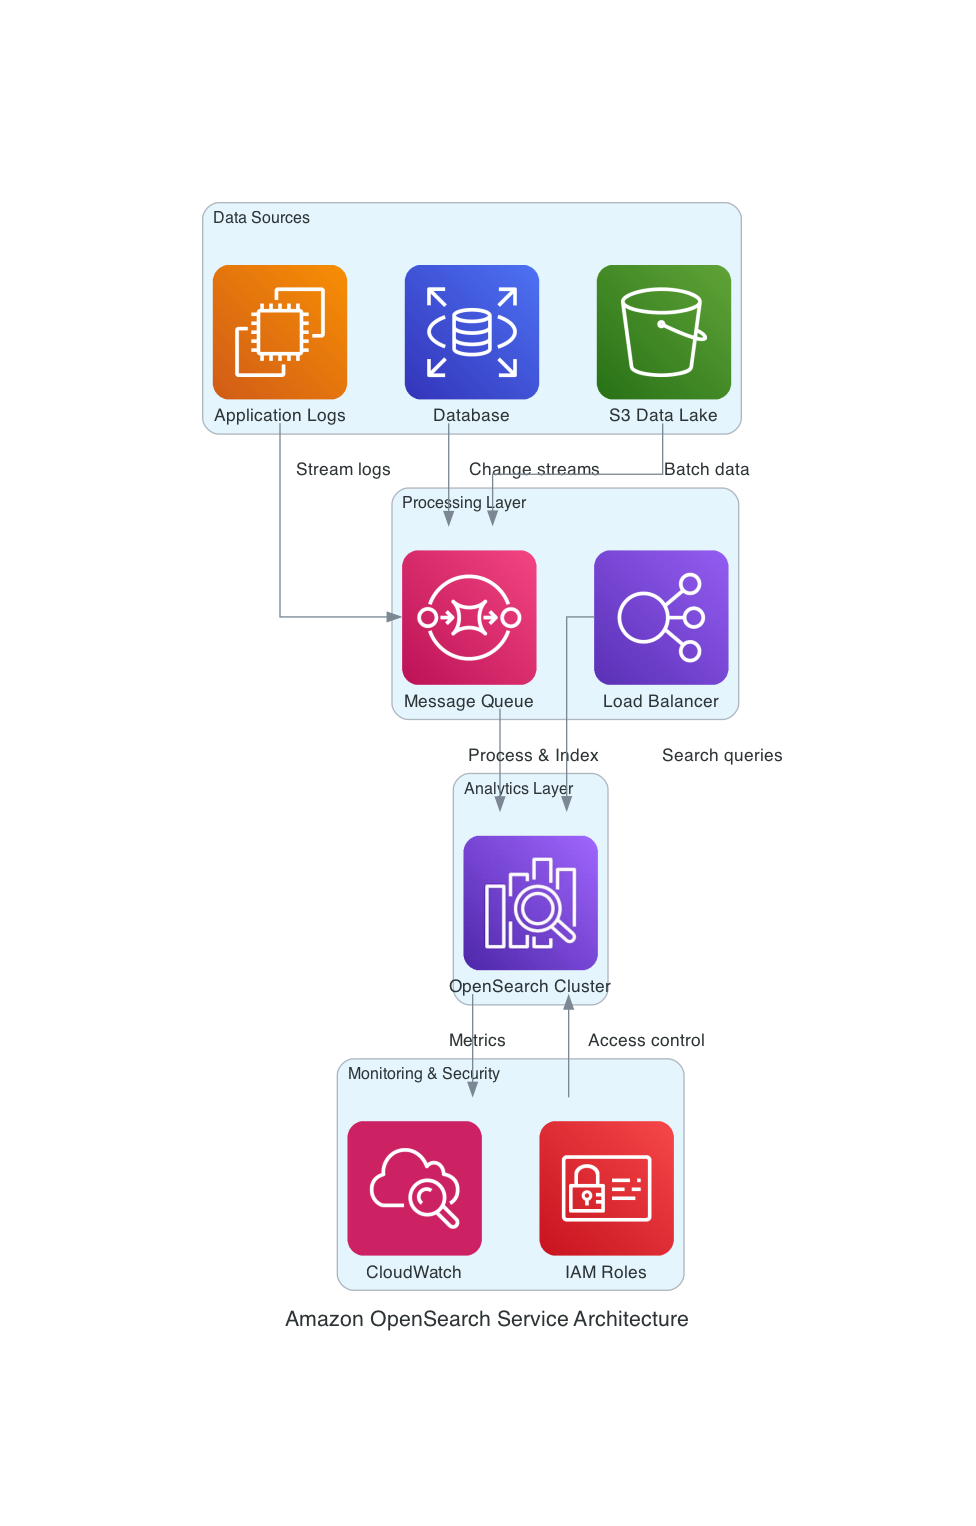 Data Sources
Application Logs
Database
S3 Data Lake
Stream logs
Change streams
Batch data
Processing Layer
Message Queue
Load Balancer
Process & Index
Search queries
Analytics Layer
OpenSearch Cluster
Metrics
Access control
Monitoring & Security
CloudWatch
IAM Roles
Amazon OpenSearch Service Architecture